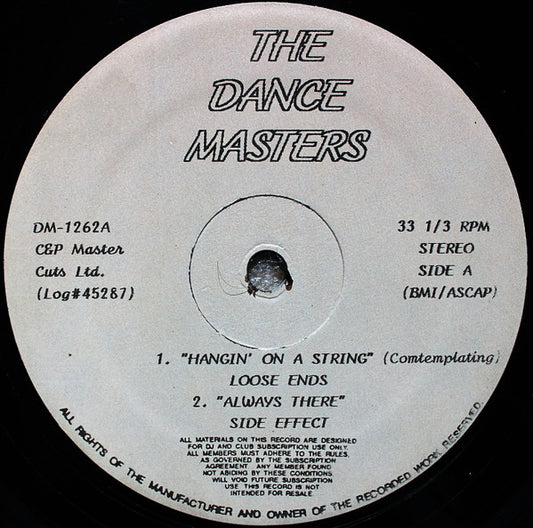 THE
DANCE
MASTERS
DM-1262A
C&P Master
Cuts Ltd.
(Log#45287)
33 1/3 RPM
STEREO
SIDE A
(BMI/ASCAP)
1. "HANGIN' ON A STRING" (Comtemplating)
LOOSE ENDS
2. "ALWAYS THERE"
SIDE EFFECT
ALL MATERIALS ON THIS RECORD ARE DESIGNED
FOR DJ AND CLUB SUBSCRIPTION USE ONLY.
ALL MEMBERS MUST ADHERE TO THE RULES,
AS GOVERNED BY THE SUBSCRIPTION
AGREEMENT. ANY MEMBER FOUND
NOT ABIDING BY THESE CONDITIONS
WILL VOID FUTURE SUBSCRIPTION
USE. THIS RECORD IS NOT
INTENDED FOR RESALE.
ALL RIGHTS OF THE MANUFACTURER AND OWNER OF THE RECORDED WORK RESERVED.